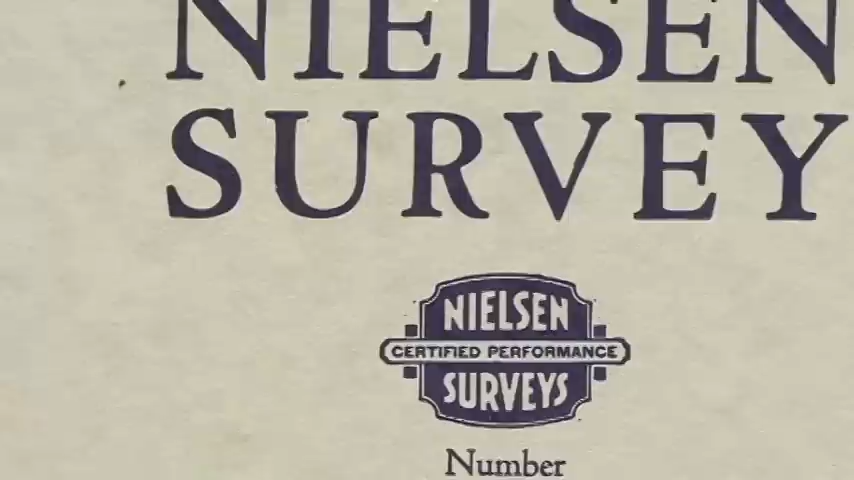 NIELSEN
SURVEY
NIELSEN
CERTIFIED PERFORMANCE
SURVEYS
Number